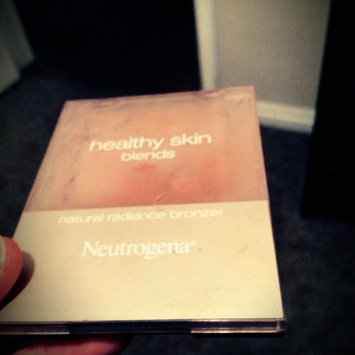 healthy skin
blends
natural radiance bronzer
Neutrogena®